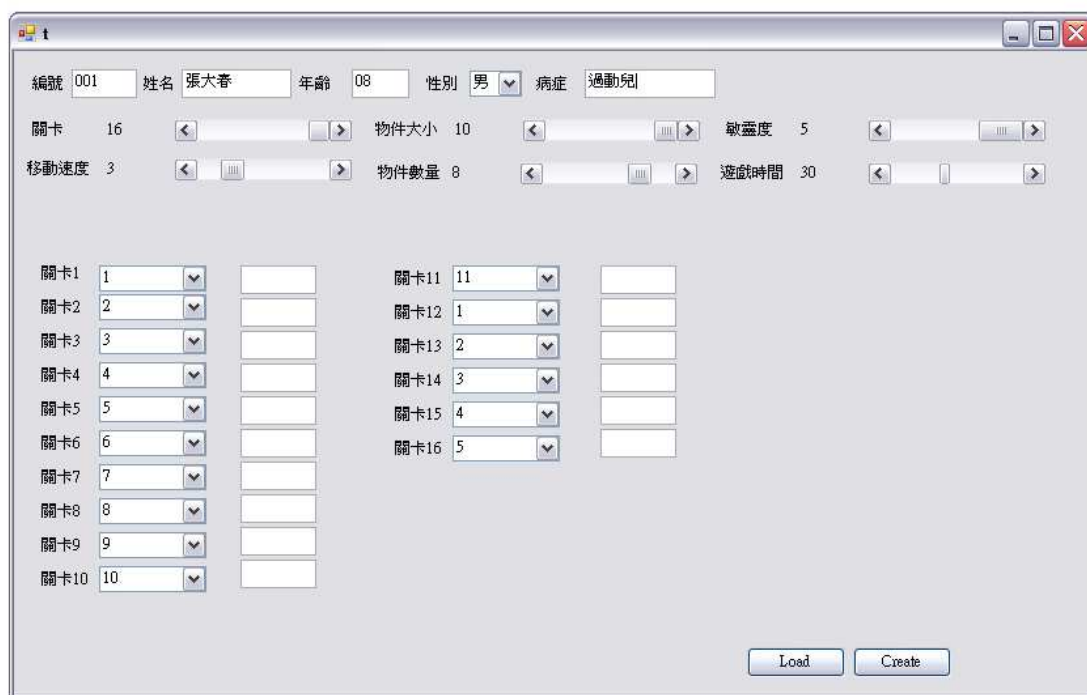 t
編號 001 姓名 張大春 年齡 08 性別 男 病症 過動兒
關卡 16 物件大小 10 敏靈度 5
移動速度 3 物件數量 8 遊戲時間 30
關卡1 1 關卡11 11
關卡2 2 關卡12 1
關卡3 3 關卡13 2
關卡4 4 關卡14 3
關卡5 5 關卡15 4
關卡6 6 關卡16 5
關卡7 7
關卡8 8
關卡9 9
關卡10 10
Load Create